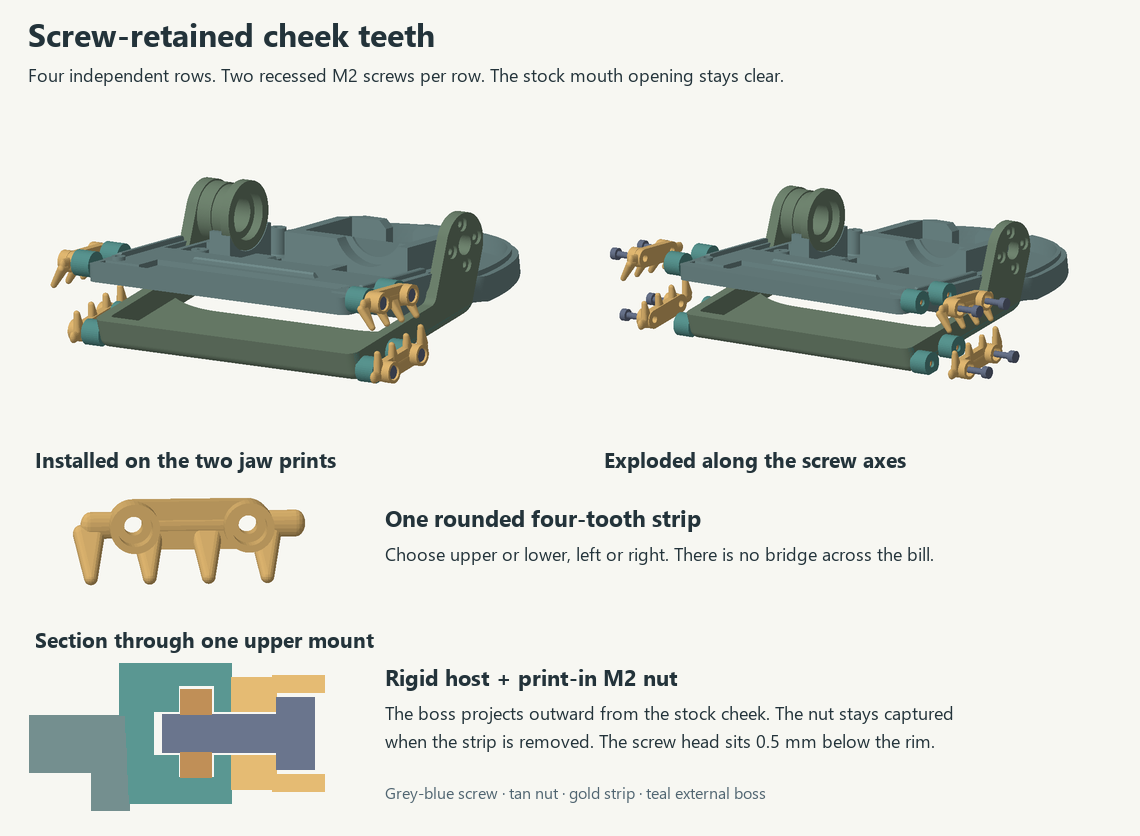 Screw-retained cheek teeth
Four independent rows. Two recessed M2 screws per row. The stock mouth opening stays clear.
Installed on the two jaw prints
Exploded along the screw axes
One rounded four-tooth strip
Choose upper or lower, left or right. There is no bridge across the bill.
Section through one upper mount
Rigid host + print-in M2 nut
The boss projects outward from the stock cheek. The nut stays captured
when the strip is removed. The screw head sits 0.5 mm below the rim.
Grey-blue screw · tan nut · gold strip · teal external boss